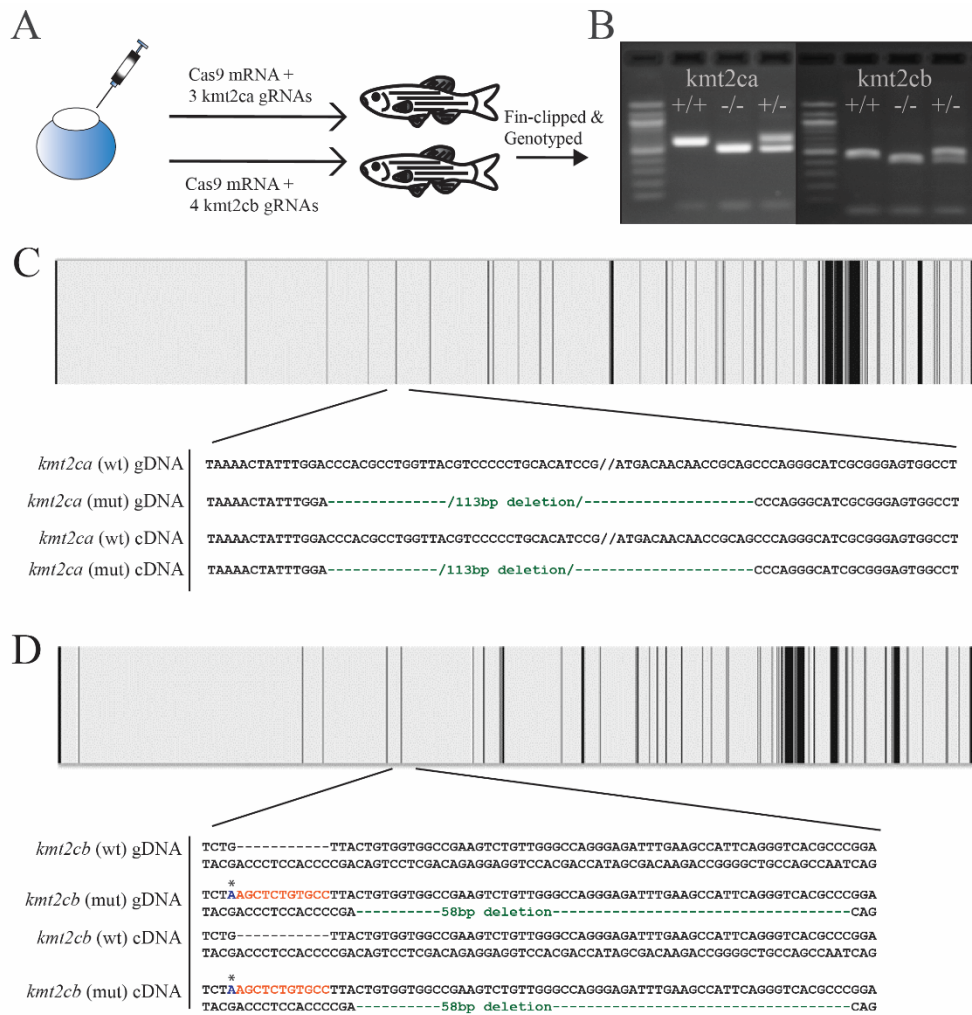 A
B
Cas9 mRNA +
3 kmt2ca gRNAs
Cas9 mRNA +
4 kmt2cb gRNAs
Fin-clipped &
Genotyped
kmt2ca
+/+ -/- +/-
kmt2cb
+/+ -/- +/-
C
kmt2ca (wt) gDNA TAAAACTATTTGGACCCACGCCTGGTTACGTCCCCCTGCACATCCG//ATGACAACAACCGCAGCCCAGGGCATCGCGGGAGTGGCCT
kmt2ca (mut) gDNA TAAAACTATTTGGA--------------/113bp deletion/--------------------CCCAGGGCATCGCGGGAGTGGCCT
kmt2ca (wt) cDNA TAAAACTATTTGGACCCACGCCTGGTTACGTCCCCCTGCACATCCG//ATGACAACAACCGCAGCCCAGGGCATCGCGGGAGTGGCCT
kmt2ca (mut) cDNA TAAAACTATTTGGA-------------/113bp deletion/---------------------CCCAGGGCATCGCGGGAGTGGCCT
D
kmt2cb (wt) gDNA TCTG-----------TTACTGTGGTGGCCGAAGTCTGTTGGGCCAGGGAGATTTGAAGCCATTCAGGGTCACGCCCGGA
TACGACCCTCCACCCCGACAGTCCTCGACAGAGGAGGTCCACGACCATAGCGACAAGACCGGGGCTGCCAGCCAATCAG
*
kmt2cb (mut) gDNA TCTAAGCTCTGTGCCTTACTGTGGTGGCCGAAGTCTGTTGGGCCAGGGAGATTTGAAGCCATTCAGGGTCACGCCCGGA
TACGACCCTCCACCCCGA----------58bp deletion-----------------------------------CAG
kmt2cb (wt) cDNA TCTG-----------TTACTGTGGTGGCCGAAGTCTGTTGGGCCAGGGAGATTTGAAGCCATTCAGGGTCACGCCCGGA
TACGACCCTCCACCCCGACAGTCCTCGACAGAGGAGGTCCACGACCATAGCGACAAGACCGGGGCTGCCAGCCAATCAG
*
kmt2cb (mut) cDNA TCTAAGCTCTGTGCCTTACTGTGGTGGCCGAAGTCTGTTGGGCCAGGGAGATTTGAAGCCATTCAGGGTCACGCCCGGA
TACGACCCTCCACCCCGA----------58bp deletion-----------------------------------CAG